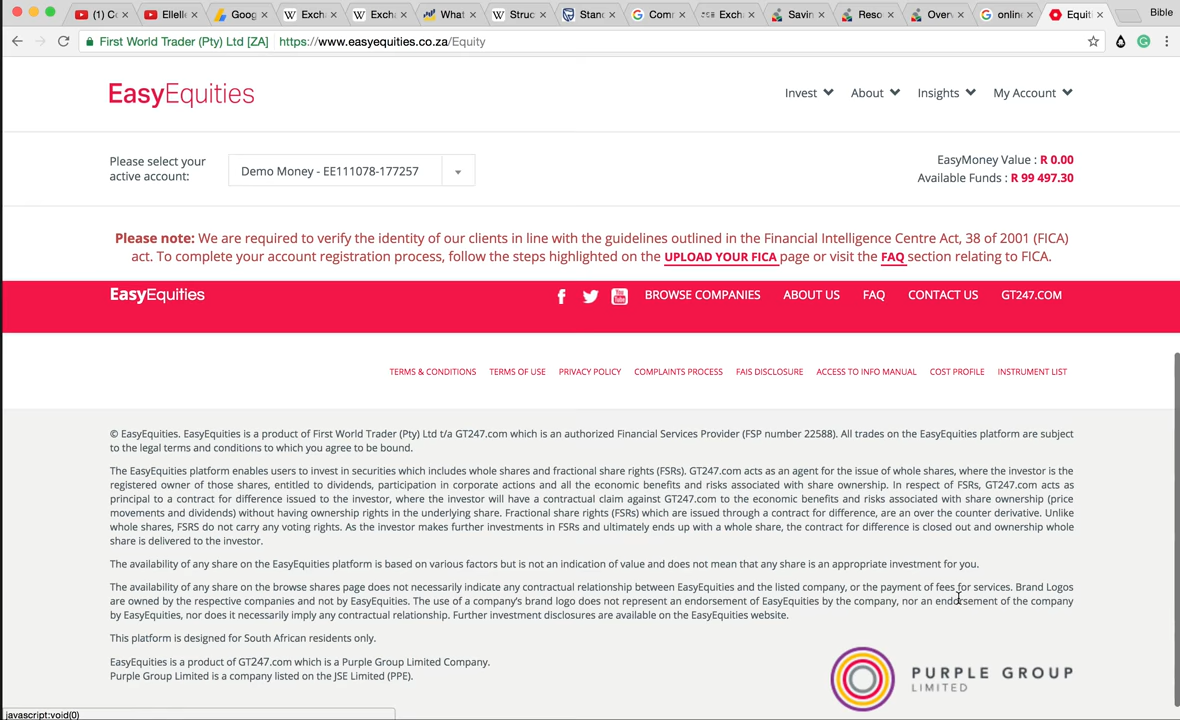 (1) C
Ellelle
Goog
Exch
Exch
What
Struc
Stand
Comm
Exch
Savin
Reso
Over
online
Equit
Bible
First World Trader (Pty) Ltd [ZA] https://www.easyequities.co.za/Equity
EasyEquities
Invest About Insights My Account
Please select your
active account:
Demo Money - EE111078-177257
EasyMoney Value : R 0.00
Available Funds : R 99 497.30
Please note: We are required to verify the identity of our clients in line with the guidelines outlined in the Financial Intelligence Centre Act, 38 of 2001 (FICA)
act. To complete your account registration process, follow the steps highlighted on the UPLOAD YOUR FICA page or visit the FAQ section relating to FICA.
EasyEquities BROWSE COMPANIES ABOUT US FAQ CONTACT US GT247.COM
TERMS & CONDITIONS TERMS OF USE PRIVACY POLICY COMPLAINTS PROCESS FAIS DISCLOSURE ACCESS TO INFO MANUAL COST PROFILE INSTRUMENT LIST
© EasyEquities. EasyEquities is a product of First World Trader (Pty) Ltd t/a GT247.com which is an authorized Financial Services Provider (FSP number 22588). All trades on the EasyEquities platform are subject
to the legal terms and conditions to which you agree to be bound.
The EasyEquities platform enables users to invest in securities which includes whole shares and fractional share rights (FSRs). GT247.com acts as an agent for the issue of whole shares, where the investor is the
registered owner of those shares, entitled to dividends, participation in corporate actions and all the economic benefits and risks associated with share ownership. In respect of FSRs, GT247.com acts as
principal to a contract for difference issued to the investor, where the investor will have a contractual claim against GT247.com to the economic benefits and risks associated with share ownership (price
movements and dividends) without having ownership rights in the underlying share. Fractional share rights (FSRs) which are issued through a contract for difference, are an over the counter derivative. Unlike
whole shares, FSRS do not carry any voting rights. As the investor makes further investments in FSRs and ultimately ends up with a whole share, the contract for difference is closed out and ownership whole
share is delivered to the investor.
The availability of any share on the EasyEquities platform is based on various factors but is not an indication of value and does not mean that any share is an appropriate investment for you.
The availability of any share on the browse shares page does not necessarily indicate any contractual relationship between EasyEquities and the listed company, or the payment of fees for services. Brand Logos
are owned by the respective companies and not by EasyEquities. The use of a company's brand logo does not represent an endorsement of EasyEquities by the company, nor an endorsement of the company
by EasyEquities, nor does it necessarily imply any contractual relationship. Further investment disclosures are available on the EasyEquities website.
This platform is designed for South African residents only.
EasyEquities is a product of GT247.com which is a Purple Group Limited Company.
Purple Group Limited is a company listed on the JSE Limited (PPE).
PURPLE GROUP
LIMITED
javascript:void(0)